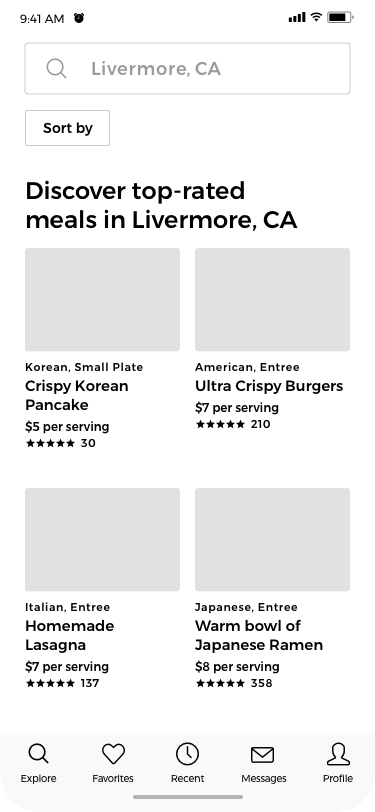 9:41 AM
Livermore, CA
Sort by
Discover top-rated
meals in Livermore, CA
Korean, Small Plate
Crispy Korean
Pancake
$5 per serving
★★★★★ 30
American, Entree
Ultra Crispy Burgers
$7 per serving
★★★★★ 210
Italian, Entree
Homemade
Lasagna
$7 per serving
★★★★★ 137
Japanese, Entree
Warm bowl of
Japanese Ramen
$8 per serving
★★★★★ 358
Explore
Favorites
Recent
Messages
Profile